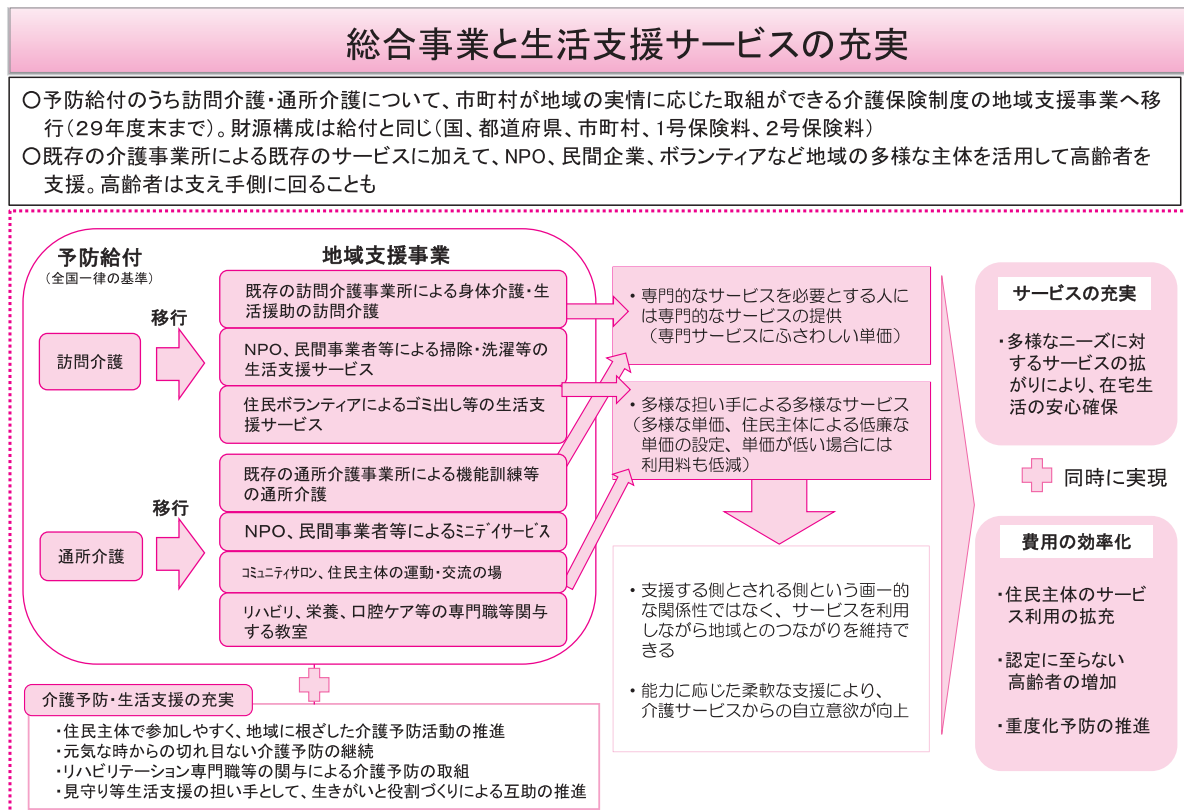 総合事業と生活支援サービスの充実
○予防給付のうち訪問介護・通所介護について、市町村が地域の実情に応じた取組ができる介護保険制度の地域支援事業へ移
行(29年度末まで)。財源構成は給付と同じ(国、都道府県、市町村、1号保険料、2号保険料)
○既存の介護事業所による既存のサービスに加えて、NPO、民間企業、ボランティアなど地域の多様な主体を活用して高齢者を
支援。高齢者は支え手側に回ることも
予防給付
(全国一律の基準)
移行
訪問介護
移行
通所介護
地域支援事業
既存の訪問介護事業所による身体介護・生
活援助の訪問介護
NPO、民間事業者等による掃除・洗濯等の
生活支援サービス
住民ボランティアによるゴミ出し等の生活支
援サービス
既存の通所介護事業所による機能訓練等
の通所介護
NPO、民間事業者等によるミニデイサービス
コミュニティサロン、住民主体の運動・交流の場
リハビリ、栄養、口腔ケア等の専門職等関与
する教室
介護予防・生活支援の充実
・住民主体で参加しやすく、地域に根ざした介護予防活動の推進
・元気な時からの切れ目ない介護予防の継続
・リハビリテーション専門職等の関与による介護予防の取組
・見守り等生活支援の担い手として、生きがいと役割づくりによる互助の推進
・専門的なサービスを必要とする人に
は専門的なサービスの提供
(専門サービスにふさわしい単価)
・多様な担い手による多様なサービス
(多様な単価、住民主体による低廉な
単価の設定、単価が低い場合には
利用料も低減)
・支援する側とされる側という画一的
な関係性ではなく、サービスを利用
しながら地域とのつながりを維持で
きる
・能力に応じた柔軟な支援により、
介護サービスからの自立意欲が向上
サービスの充実
・多様なニーズに対
するサービスの拡
がりにより、在宅生
活の安心確保
同時に実現
費用の効率化
・住民主体のサービ
ス利用の拡充
・認定に至らない
高齢者の増加
・重度化予防の推進